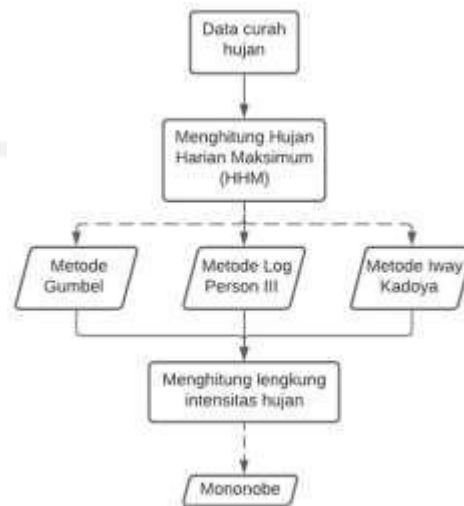 Data curah
hujan
Menghitung Hujan
Harian Maksimum
(HHM)
Metode
Gumbel
Metode Log
Person III
Metode Iway
Kadoya
Menghitung lengkung
intensitas hujan
Mononobe